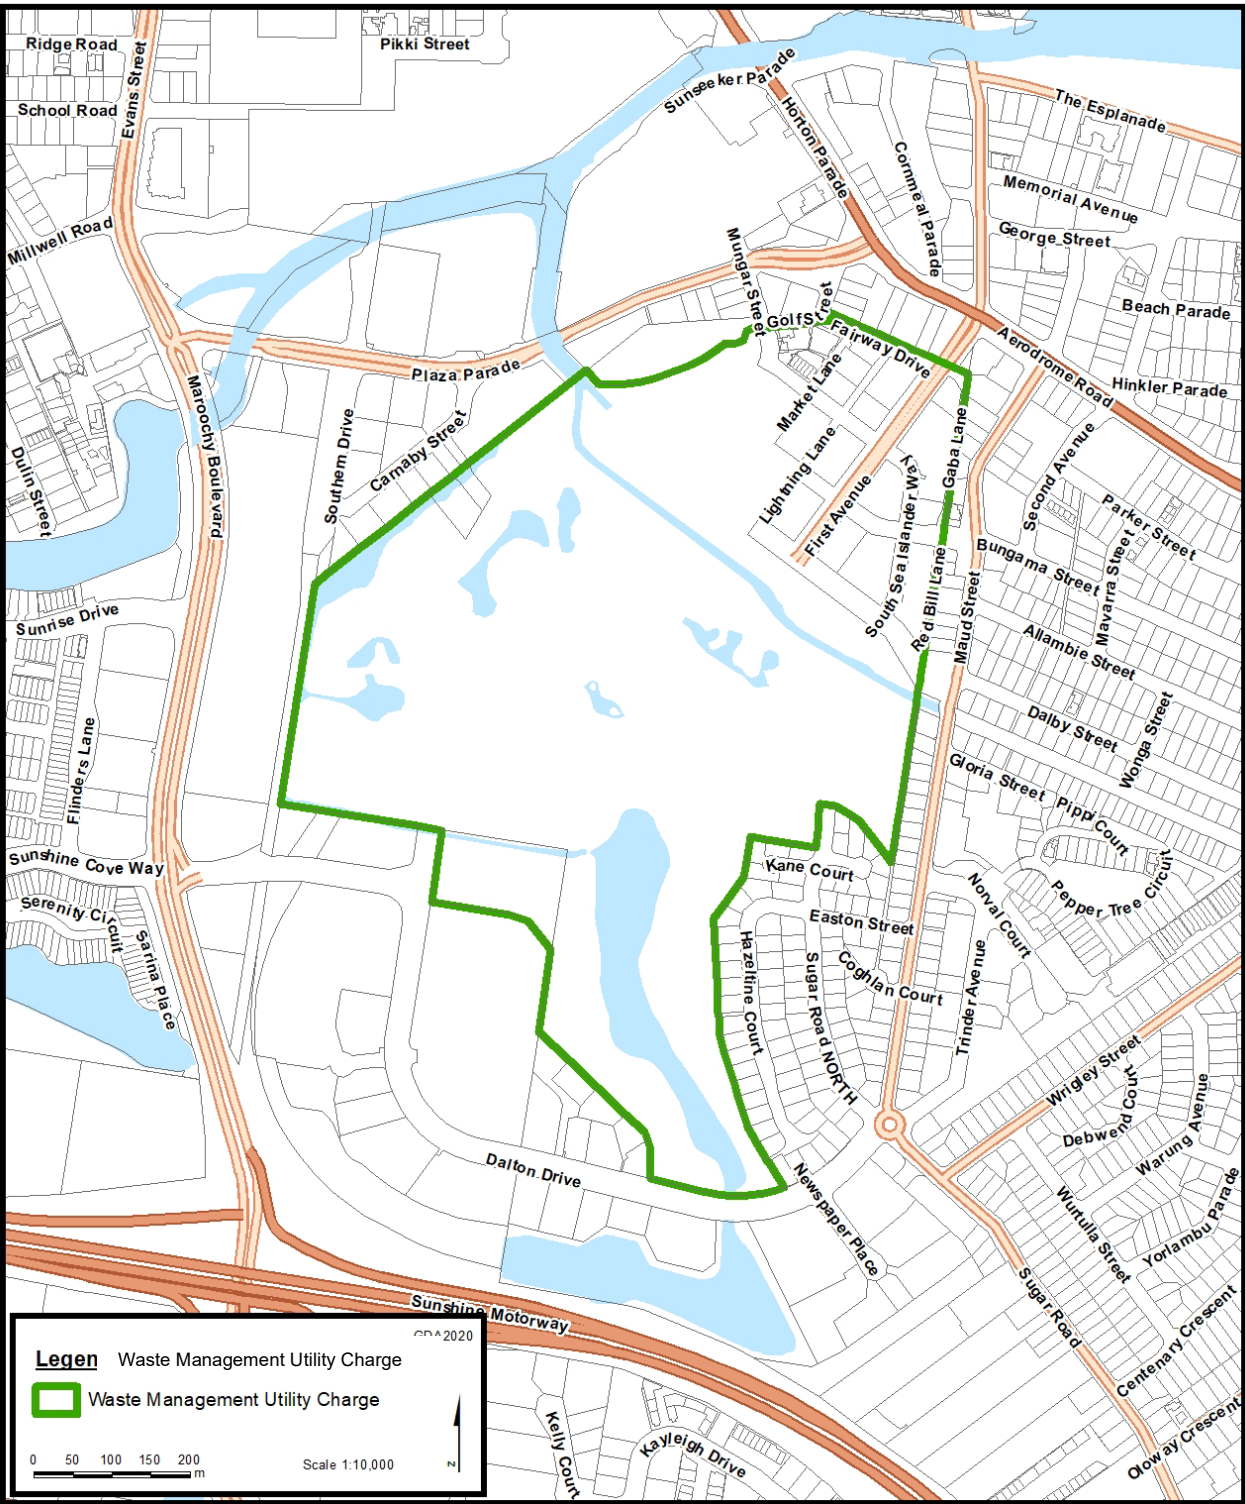 Ridge Road
Pikki Street
School Road
Evans Street
Sunseeker Parade
The Esplanade
Horton Parade
Cornmeal Parade
Memorial Avenue
Millwell Road
George Street
Mungar Street
Beach Parade
Golf Street
Fairway Drive
Aerodrome Road
Plaza Parade
Hinkler Parade
Market Lane
Maroochy Boulevard
Carnaby Street
Southern Drive
Gaba Lane
Second Avenue
Dulin Street
Lightning Lane
First Avenue
South Sea Islander Way
Parker Street
Bungama Street
Mavarra Street
Red Bill Lane
Maud Street
Sunrise Drive
Allambie Street
Dalby Street
Wonga Street
Flinders Lane
Gloria Street
Pippi Court
Sunshine Cove Way
Kane Court
Pepper Tree Circuit
Norval Court
Serenity Circuit
Easton Street
Sarina Place
Hazeltine Court
Sugar Road NORTH
Coghlan Court
Trinder Avenue
Wrigley Street
Debwend Court
Warung Avenue
Dalton Drive
Newspaper Place
Wurtulla Street
Yorlambu Parade
Sugar Road
Sunshine Motorway
Centenary Crescent
Oloway Crescent
Kelly Court
Kayleigh Drive
GDA2020
Legen Waste Management Utility Charge
Waste Management Utility Charge
0 50 100 150 200
m
Scale 1:10,000
z